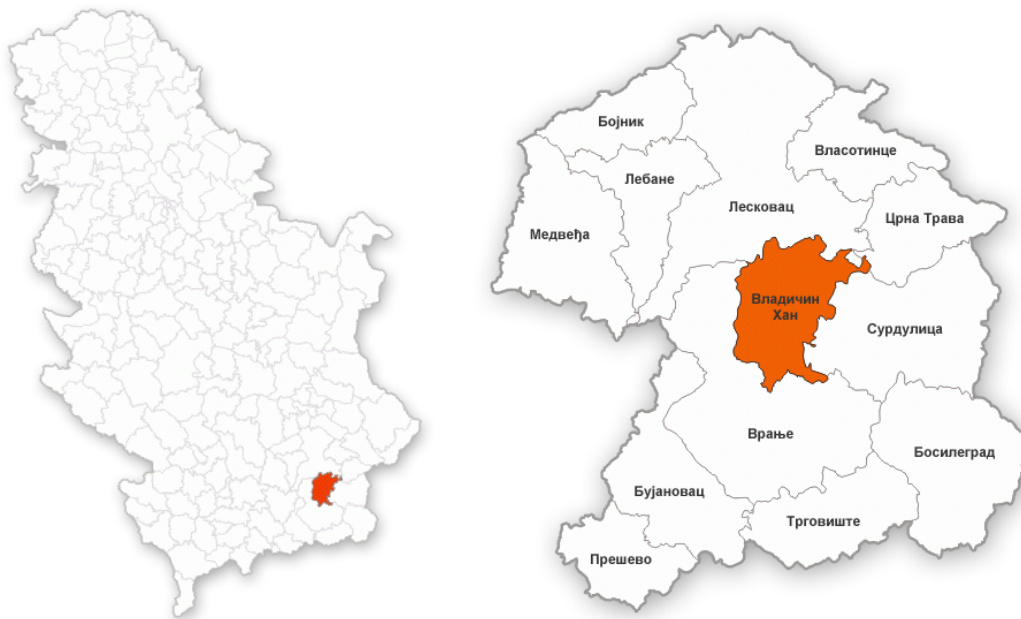 Бојник
Власотинце
Лебане
Лесковац
Црна Трава
Медвеђа
Владичин
Хан
Сурдулица
Врање
Босилеград
Бујановац
Трговиште
Прешево